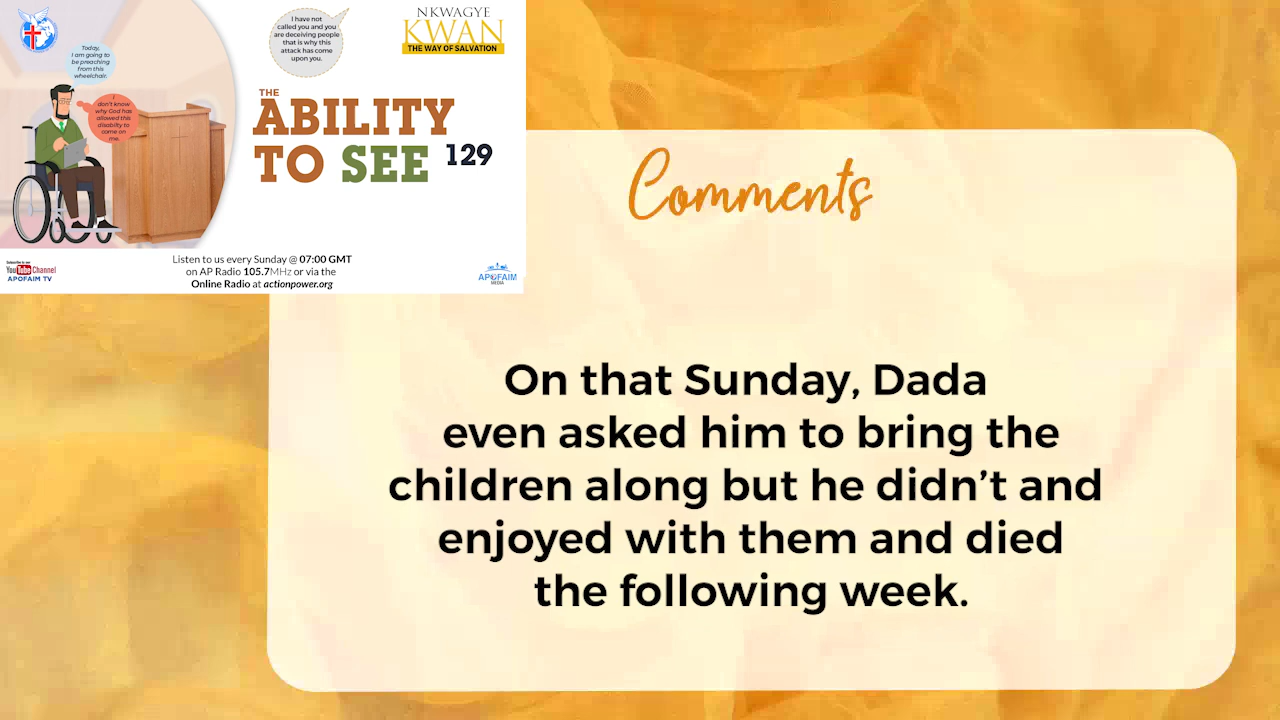 Today,
I am going to
be preaching
from this
wheelchair.
I
don't know
why God has
allowed this
disability to
come on
me.
I have not
called you and you
are deceiving people
that is why this
attack has come
upon you.
NKWAGYE
KWAN
THE WAY OF SALVATION
THE
ABILITY
TO SEE 129
Listen to us every Sunday @ 07:00 GMT
on AP Radio 105.7MHz or via the
Online Radio at actionpower.org
YouTube Channel
APOFAIM TV
APOFAIM
MEDIA
Comments
On that Sunday, Dada
even asked him to bring the
children along but he didn't and
enjoyed with them and died
the following week.